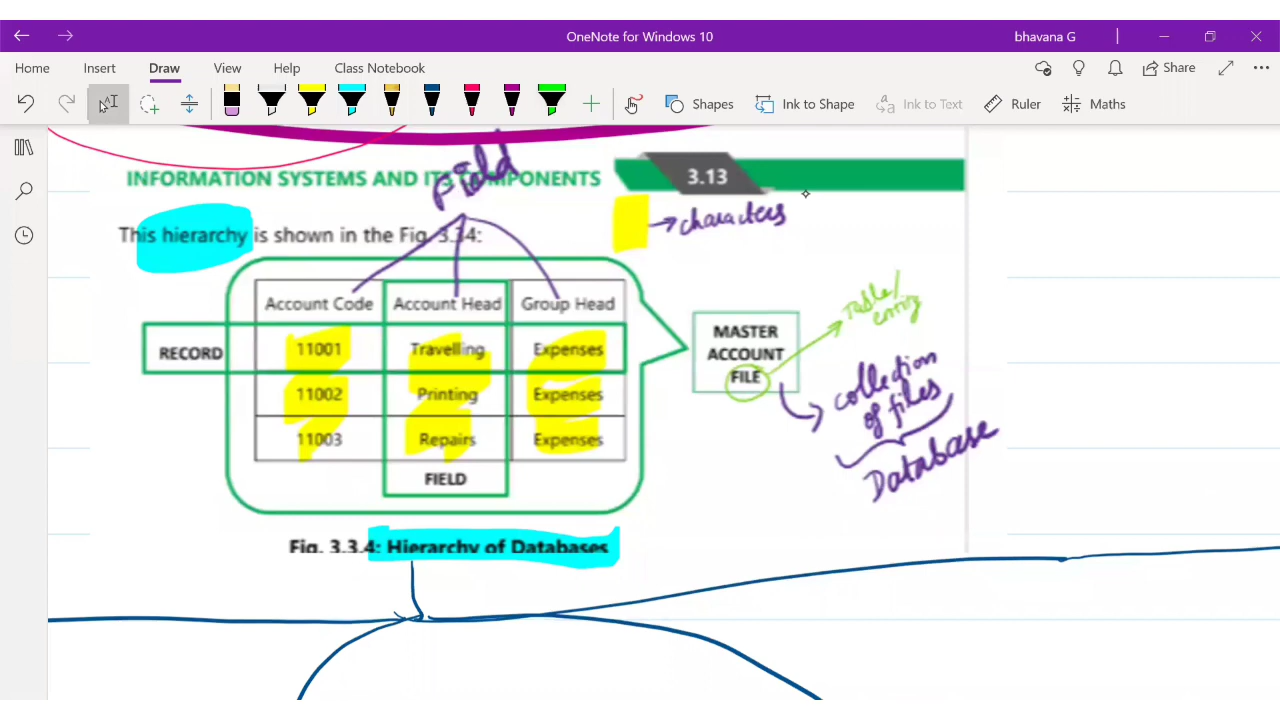 OneNote for Windows 10
bhavana G
Home Insert Draw View Help Class Notebook
Share
Shapes Ink to Shape Ink to Text Ruler Maths
INFORMATION SYSTEMS AND ITS COMPONENTS
3.13
Field
This hierarchy is shown in the Fig. 3.34:
characters
Account Code Account Head Group Head
RECORD
11001 Travelling Expenses
11002 Printing Expenses
11003 Repairs Expenses
FIELD
MASTER
ACCOUNT
FILE
Table/
collection
of files
Database
Fig. 3.3.4: Hierarchy of Databases